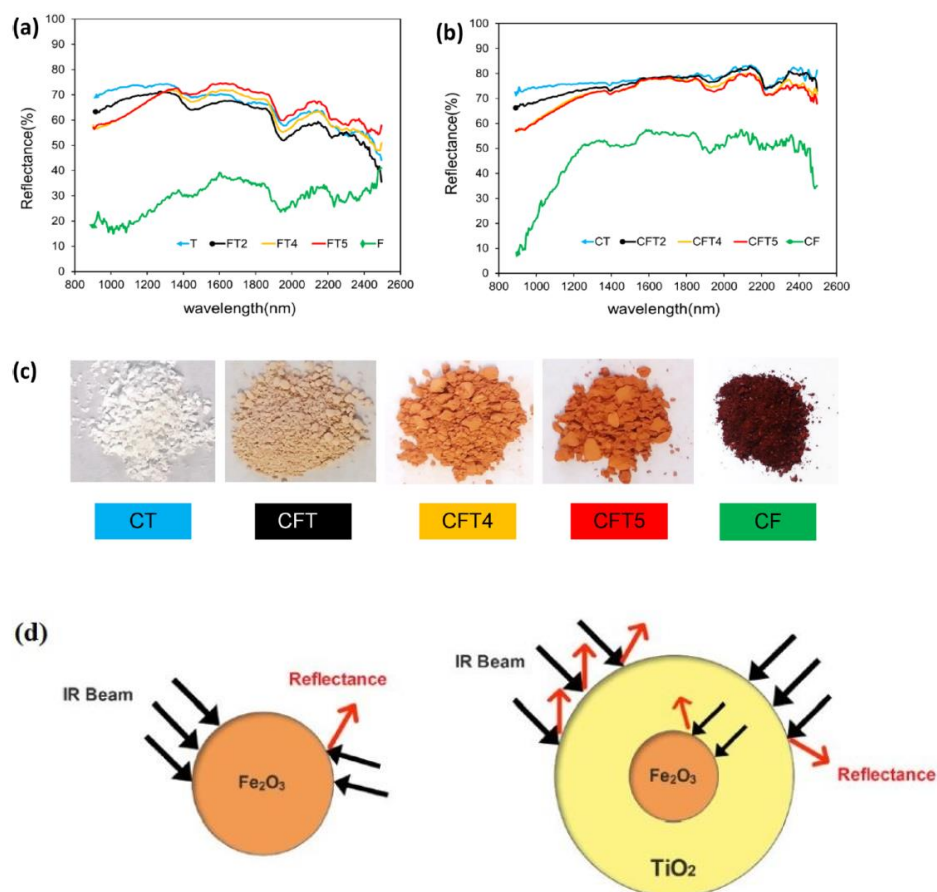 (a)
100
90
80
70
60
50
40
30
20
10
0
Reflectance(%)
T FT2 FT4 FT5 F
800 1000 1200 1400 1600 1800 2000 2200 2400 2600
wavelength(nm)
(b)
100
90
80
70
60
50
40
30
20
10
0
Reflectance(%)
CT CFT2 CFT4 CFT5 CF
800 1000 1200 1400 1600 1800 2000 2200 2400 2600
wavelength(nm)
(c)
CT CFT CFT4 CFT5 CF
(d)
IR Beam
Reflectance
Fe₂O₃
IR Beam
Fe₂O₃
Reflectance
TiO₂